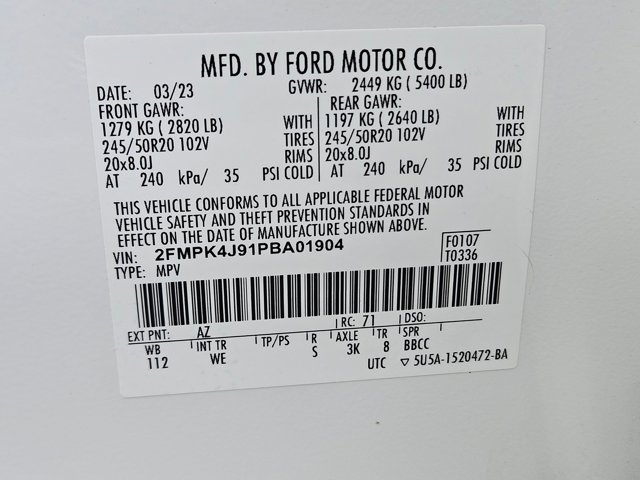 MFD. BY FORD MOTOR CO.
DATE: 03/23 GVWR: 2449 KG (5400 LB)
FRONT GAWR: REAR GAWR:
1279 KG (2820 LB) WITH 1197 KG (2640 LB) WITH
245/50R20 102V TIRES 245/50R20 102V TIRES
20x8.0J RIMS 20x8.0J RIMS
AT 240 kPa/ 35 PSI COLD AT 240 kPa/ 35 PSI COLD
THIS VEHICLE CONFORMS TO ALL APPLICABLE FEDERAL MOTOR
VEHICLE SAFETY AND THEFT PREVENTION STANDARDS IN
EFFECT ON THE DATE OF MANUFACTURE SHOWN ABOVE.
VIN: 2FMPK4J91PBA01904 F0107
TYPE: MPV T0336
EXT PNT: AZ RC: 71 DSO:
WB INT TR TP/PS R AXLE TR SPR
112 WE S 3K 8 BBCC
UTC ▽ 5U5A-1520472-BA